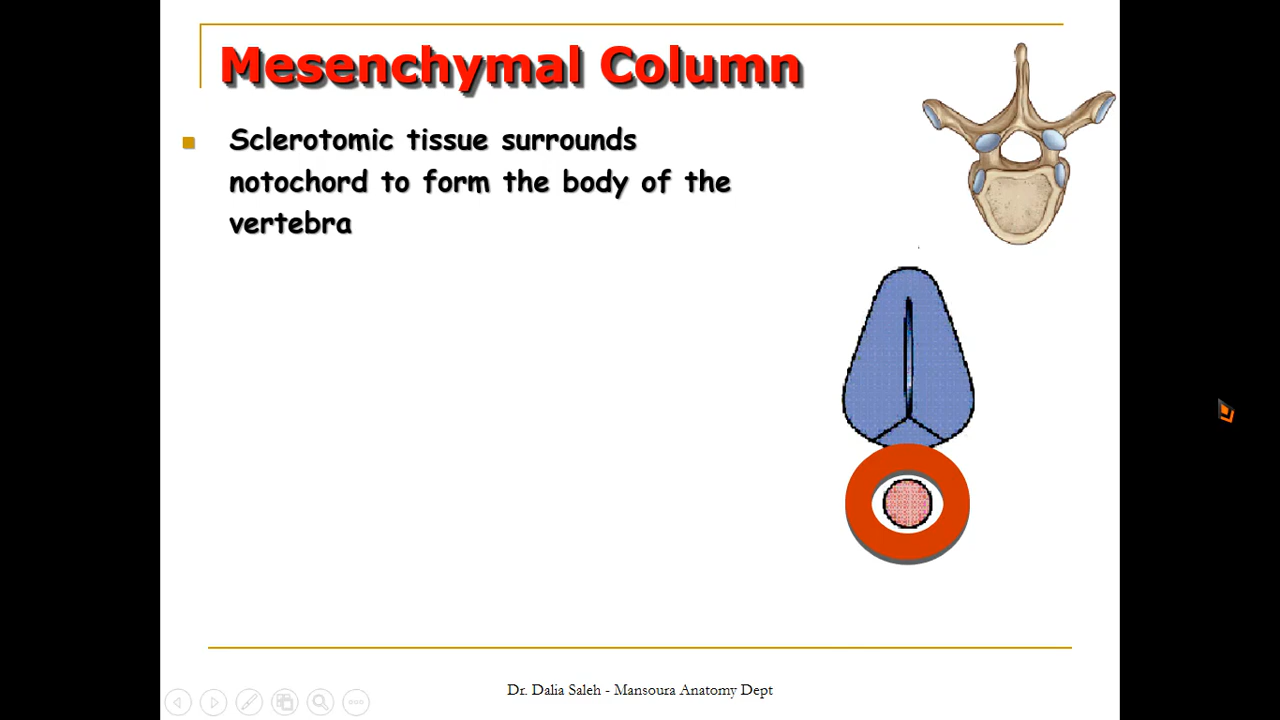 Mesenchymal Column
Sclerotomic tissue surrounds
notochord to form the body of the
vertebra
Dr. Dalia Saleh - Mansoura Anatomy Dept